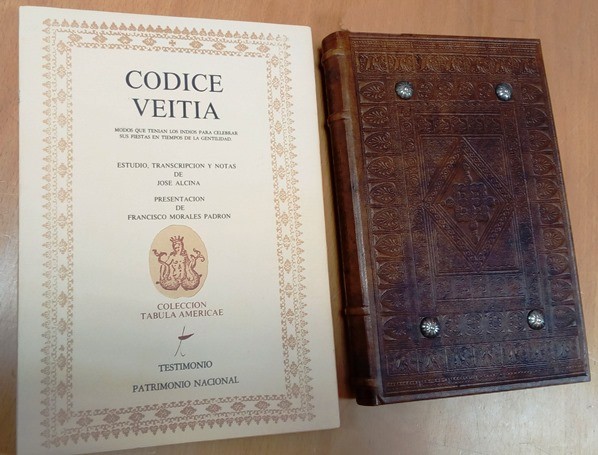 CODICE
VEITIA
MODOS QUE TENIAN LOS INDIOS PARA CELEBRAR
SUS FIESTAS EN TIEMPOS DE LA GENTILIDAD
ESTUDIO, TRANSCRIPCION Y NOTAS
DE
JOSE ALCINA
PRESENTACION
DE
FRANCISCO MORALES PADRON
COLECCION
TABULA AMERICAE
TESTIMONIO
PATRIMONIO NACIONAL